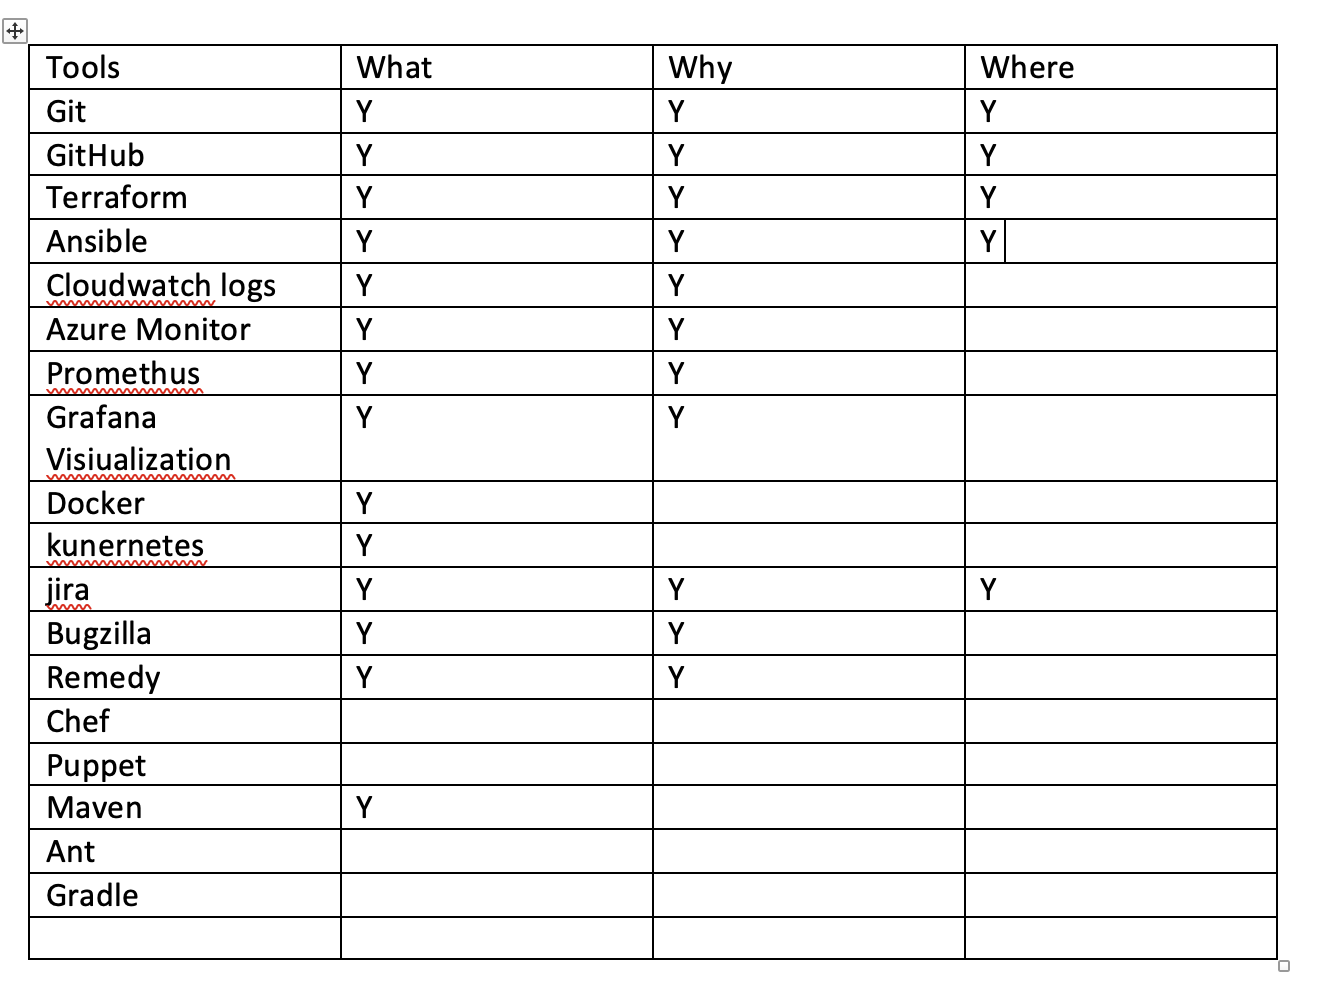 Tools What Why Where
Git Y Y Y
GitHub Y Y Y
Terraform Y Y Y
Ansible Y Y Y
Cloudwatch logs Y Y
Azure Monitor Y Y
Promethus Y Y
Grafana Y Y
Visiualization
Docker Y
kunernetes Y
jira Y Y Y
Bugzilla Y Y
Remedy Y Y
Chef
Puppet
Maven Y
Ant
Gradle